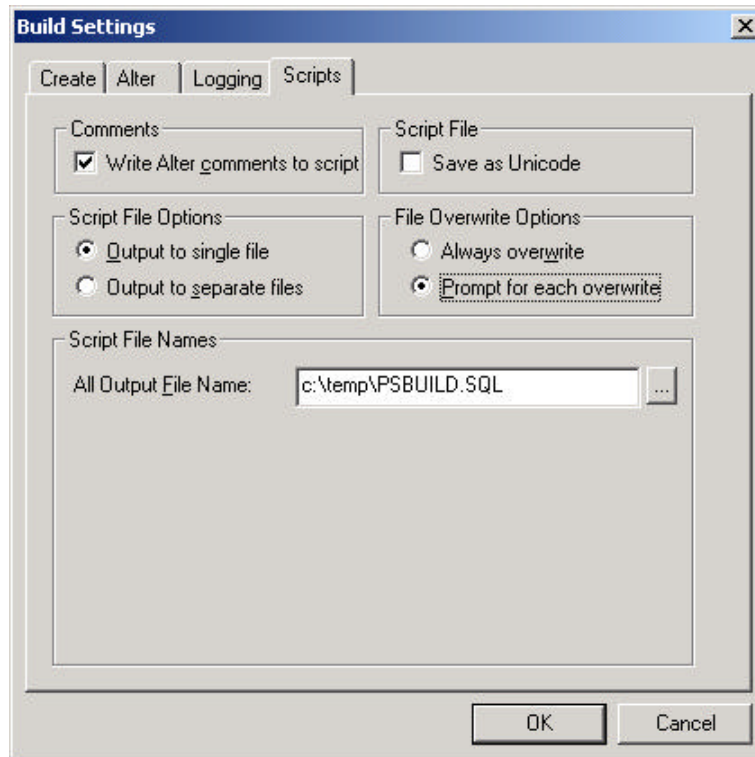 Build Settings
Create Alter Logging Scripts
Comments
Write Alter comments to script
Script File
Save as Unicode
Script File Options
Output to single file
Output to separate files
File Overwrite Options
Always overwrite
Prompt for each overwrite
Script File Names
All Output File Name: c:\temp\PSBUILD.SQL ...
OK Cancel